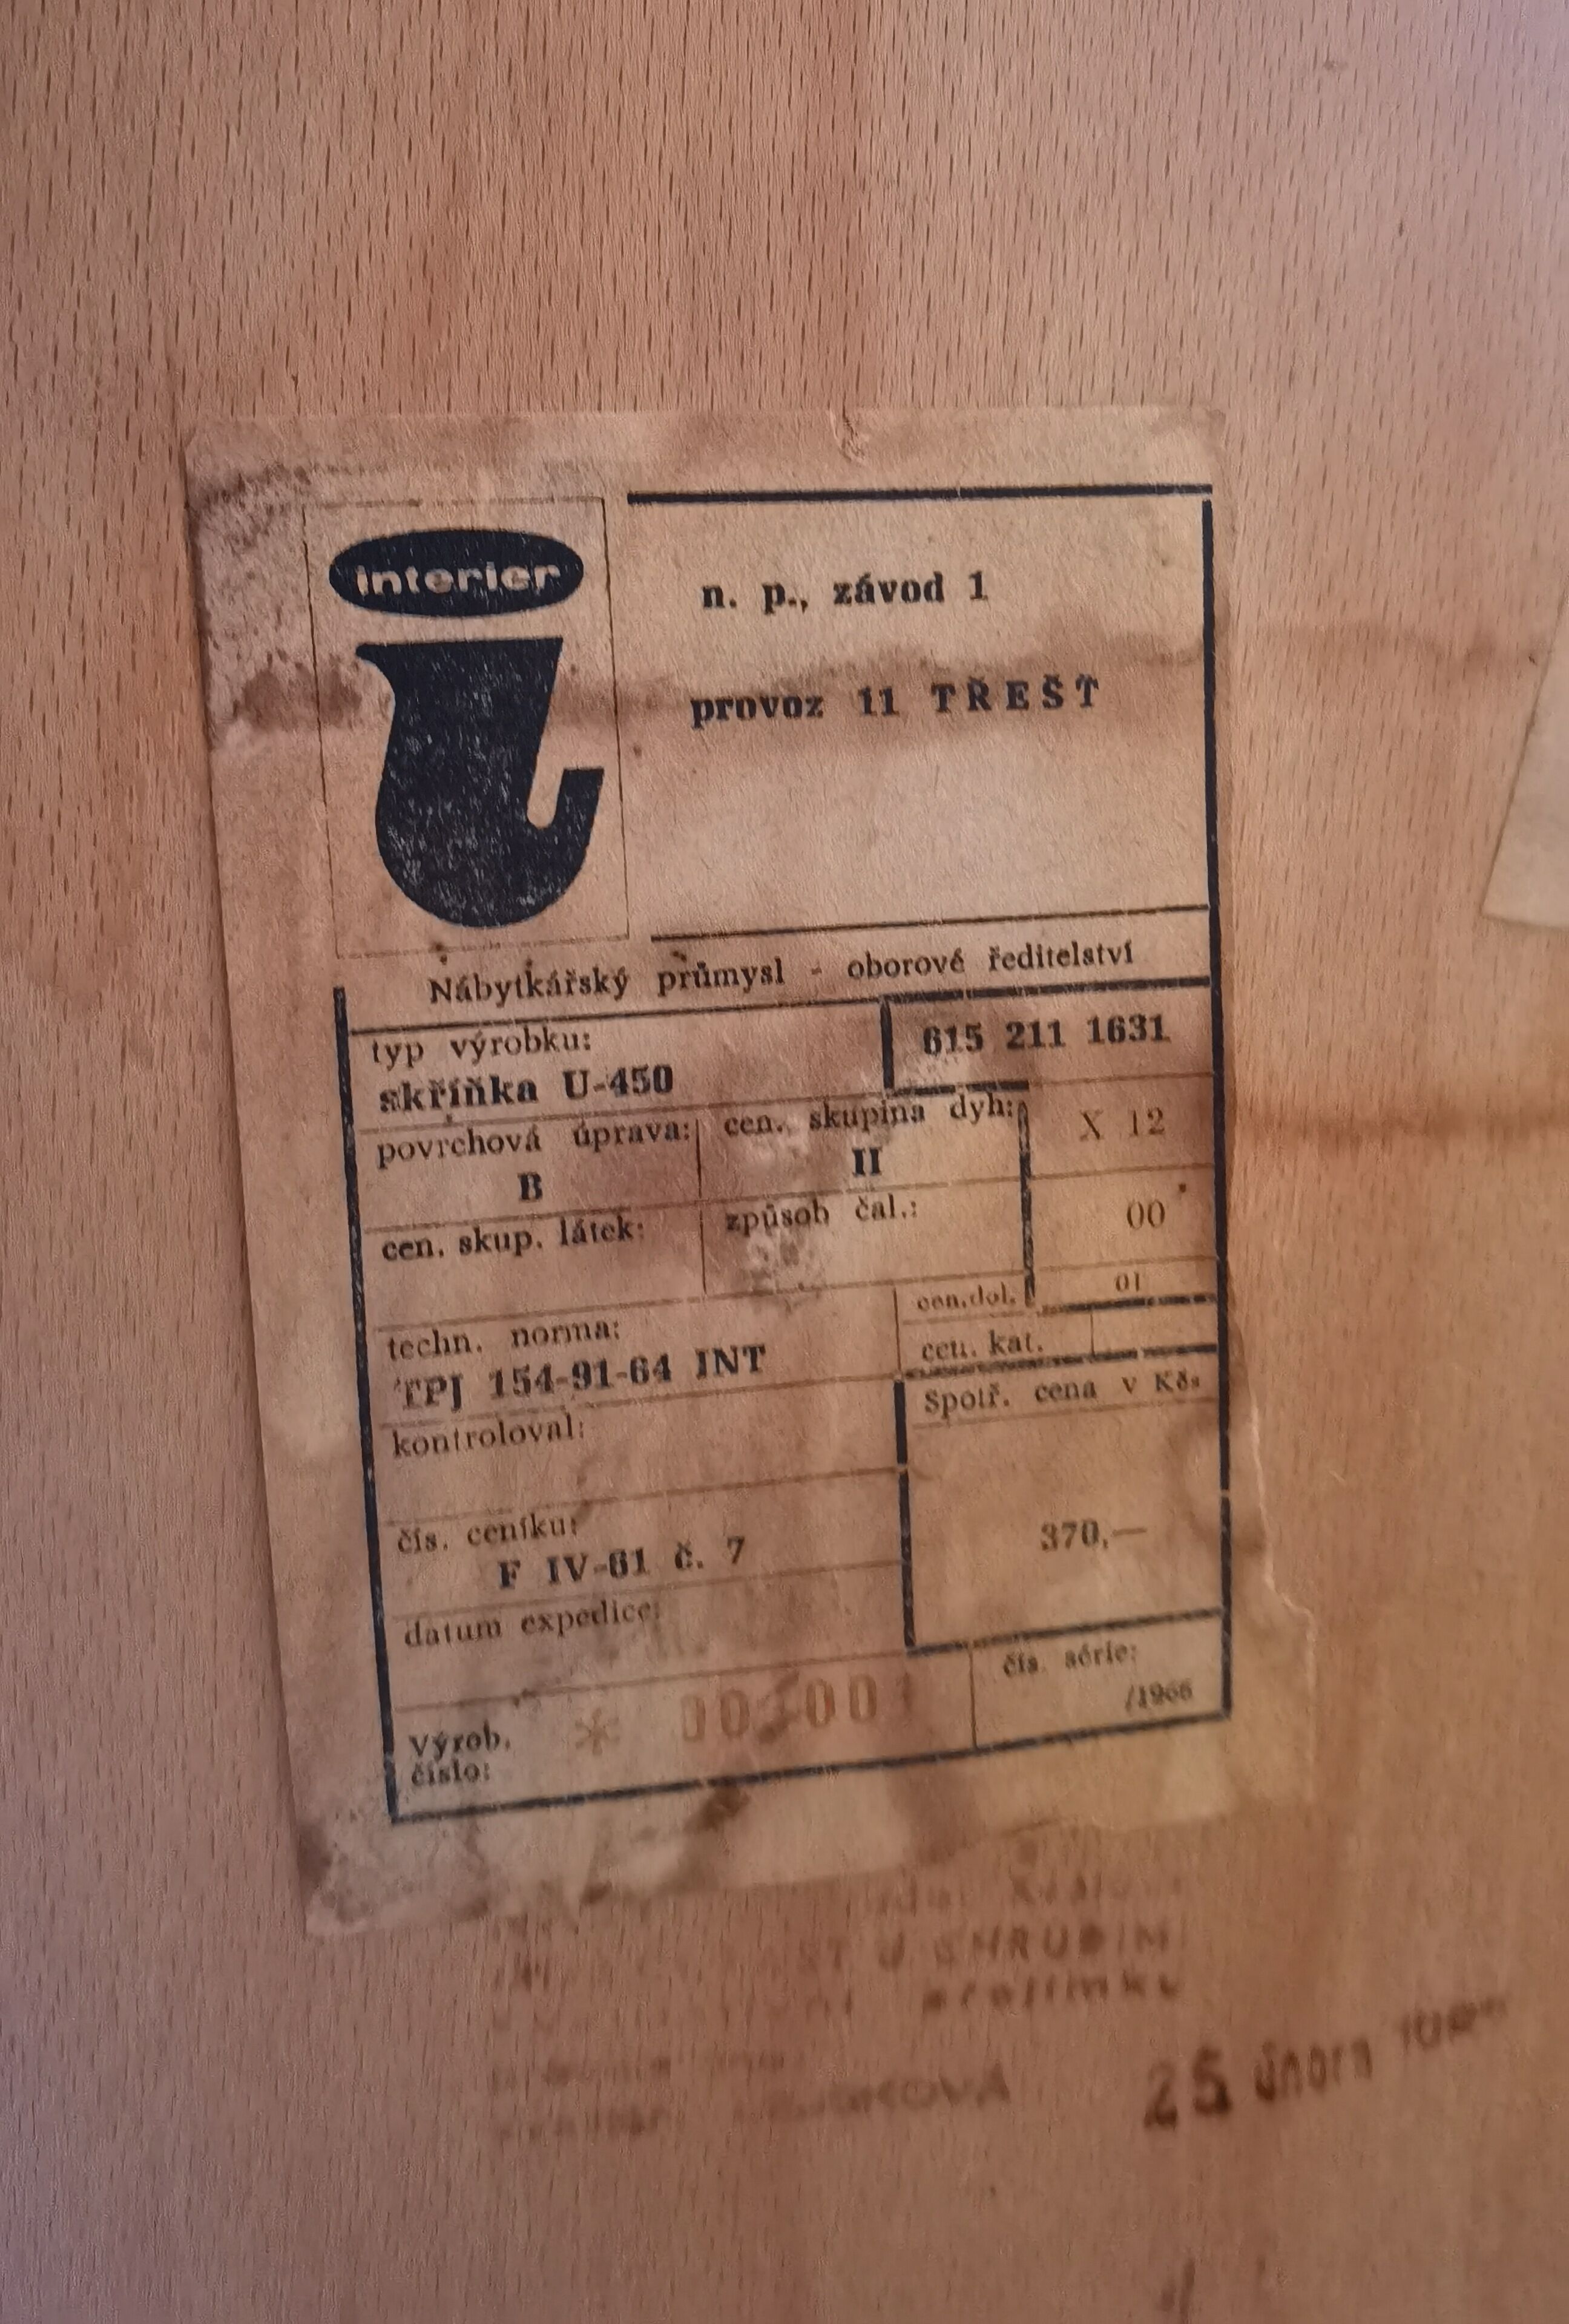 interier
n. p., závod 1
provoz 11 TŘEŠŤ
Nábytkářský průmysl - oborové ředitelství
typ výrobku:
skříňka U-450
615 211 1631
povrchová úprava:
B
cen. skupina dyh:
II
X 12
cen. skup. látek:
způsob čal.:
00
cen. dol.
01
techn. norma:
TPJ 154-91-64 INT
cen. kat.
kontroloval:
Spotř. cena v Kčs
370,—
čís. ceníku:
F IV-61 č. 7
datum expedice:
čís. série:
/1966
Výrob.
číslo:
U CHRUDIM
přejímku
25 února